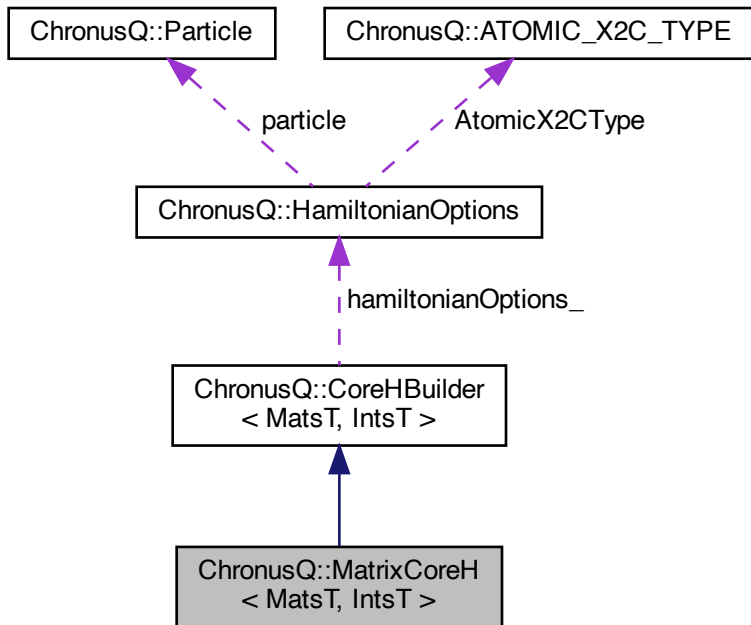 ChronusQ::Particle
ChronusQ::ATOMIC_X2C_TYPE
particle
AtomicX2CType
ChronusQ::HamiltonianOptions
hamiltonianOptions_
ChronusQ::CoreHBuilder
< MatsT, IntsT >
ChronusQ::MatrixCoreH
< MatsT, IntsT >